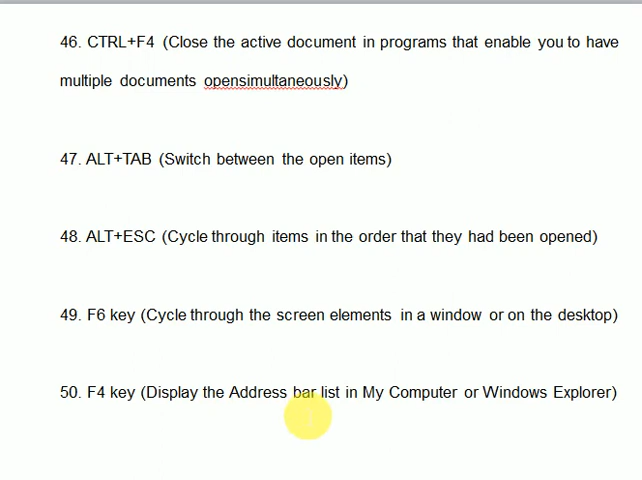 46. CTRL+F4 (Close the active document in programs that enable you to have
multiple documents opensimultaneously)
47. ALT+TAB (Switch between the open items)
48. ALT+ESC (Cycle through items in the order that they had been opened)
49. F6 key (Cycle through the screen elements in a window or on the desktop)
50. F4 key (Display the Address bar list in My Computer or Windows Explorer)